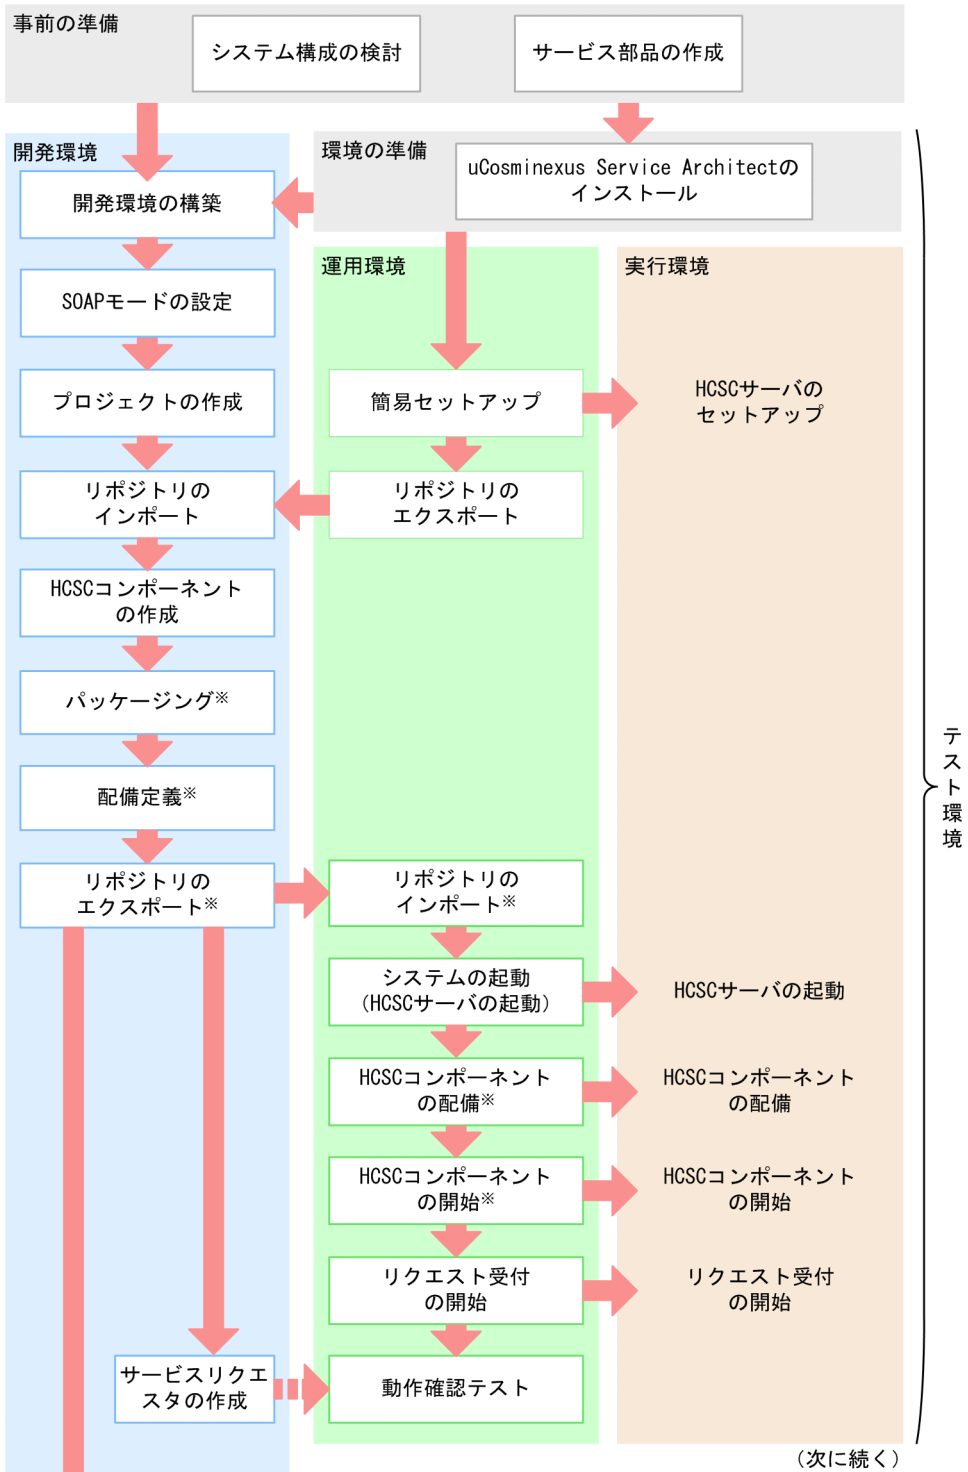 事前の準備
システム構成の検討
サービス部品の作成
開発環境
環境の準備
uCosminexus Service Architectの
インストール
開発環境の構築
運用環境
実行環境
SOAPモードの設定
プロジェクトの作成
簡易セットアップ
HCSCサーバの
セットアップ
リポジトリの
インポート
リポジトリの
エクスポート
HCSCコンポーネント
の作成
パッケージング※
配備定義※
テスト環境
リポジトリの
エクスポート※
リポジトリの
インポート※
システムの起動
(HCSCサーバの起動)
HCSCサーバの起動
HCSCコンポーネント
の配備※
HCSCコンポーネント
の配備
HCSCコンポーネント
の開始※
HCSCコンポーネント
の開始
リクエスト受付
の開始
リクエスト受付
の開始
サービスリクエ
スタの作成
動作確認テスト
(次に続く)